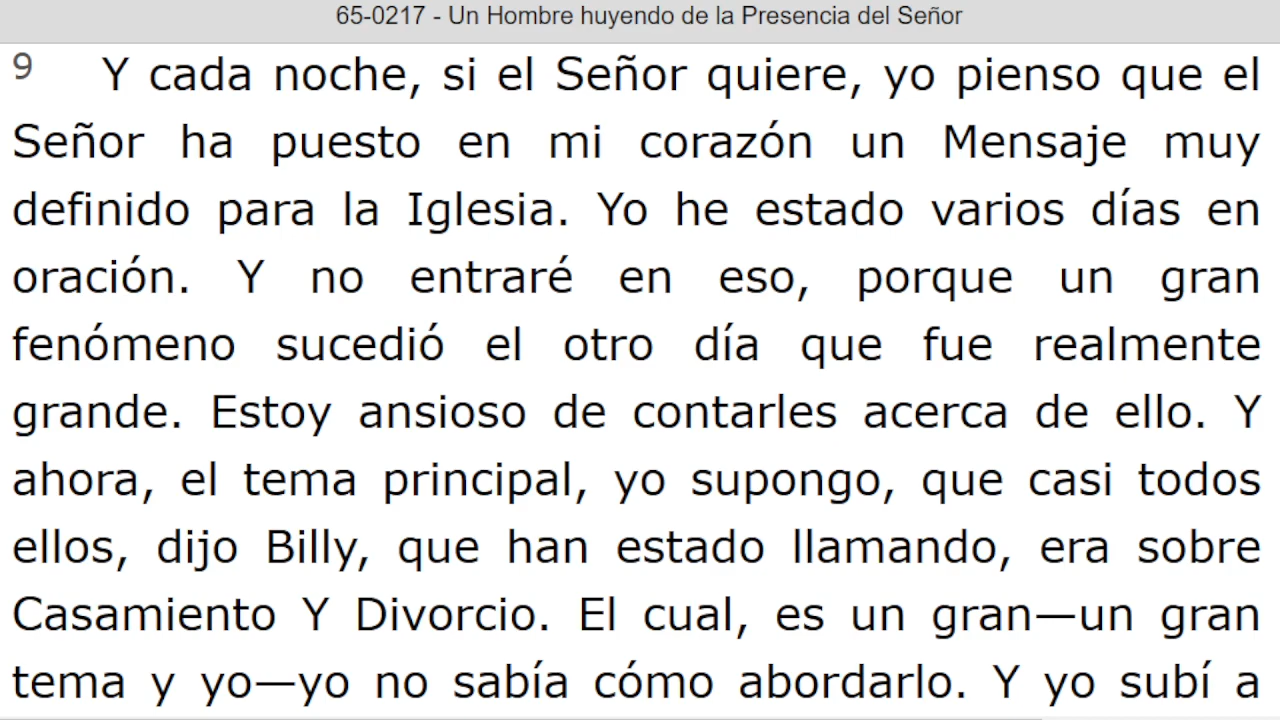 65-0217 - Un Hombre huyendo de la Presencia del Señor
9 Y cada noche, si el Señor quiere, yo pienso que el
Señor ha puesto en mi corazón un Mensaje muy
definido para la Iglesia. Yo he estado varios días en
oración. Y no entraré en eso, porque un gran
fenómeno sucedió el otro día que fue realmente
grande. Estoy ansioso de contarles acerca de ello. Y
ahora, el tema principal, yo supongo, que casi todos
ellos, dijo Billy, que han estado llamando, era sobre
Casamiento Y Divorcio. El cual, es un gran—un gran
tema y yo—yo no sabía cómo abordarlo. Y yo subí a